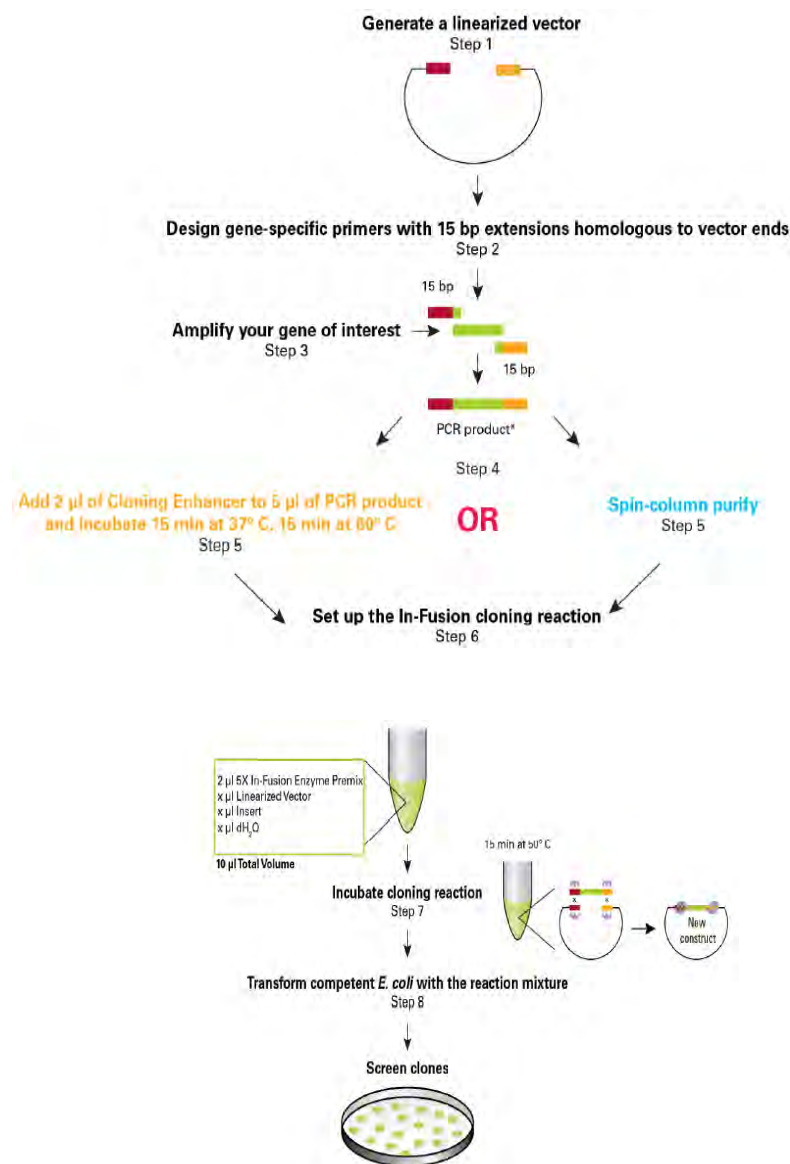 Generate a linearized vector
Step 1
Design gene-specific primers with 15 bp extensions homologous to vector ends
Step 2
15 bp
Amplify your gene of interest
Step 3
15 bp
PCR product*
Step 4
Add 2 µl of Cloning Enhancer to 5 µl of PCR product
and Incubate 15 min at 37° C, 15 min at 80° C
Step 5
OR
Spin-column purify
Step 5
Set up the In-Fusion cloning reaction
Step 6
2 µl 5X In-Fusion Enzyme Premix
x µl Linearized Vector
x µl Insert
x µl dH2O
10 µl Total Volume
15 min at 50° C
Incubate cloning reaction
Step 7
x x
New
construct
Transform competent E. coli with the reaction mixture
Step 8
Screen clones